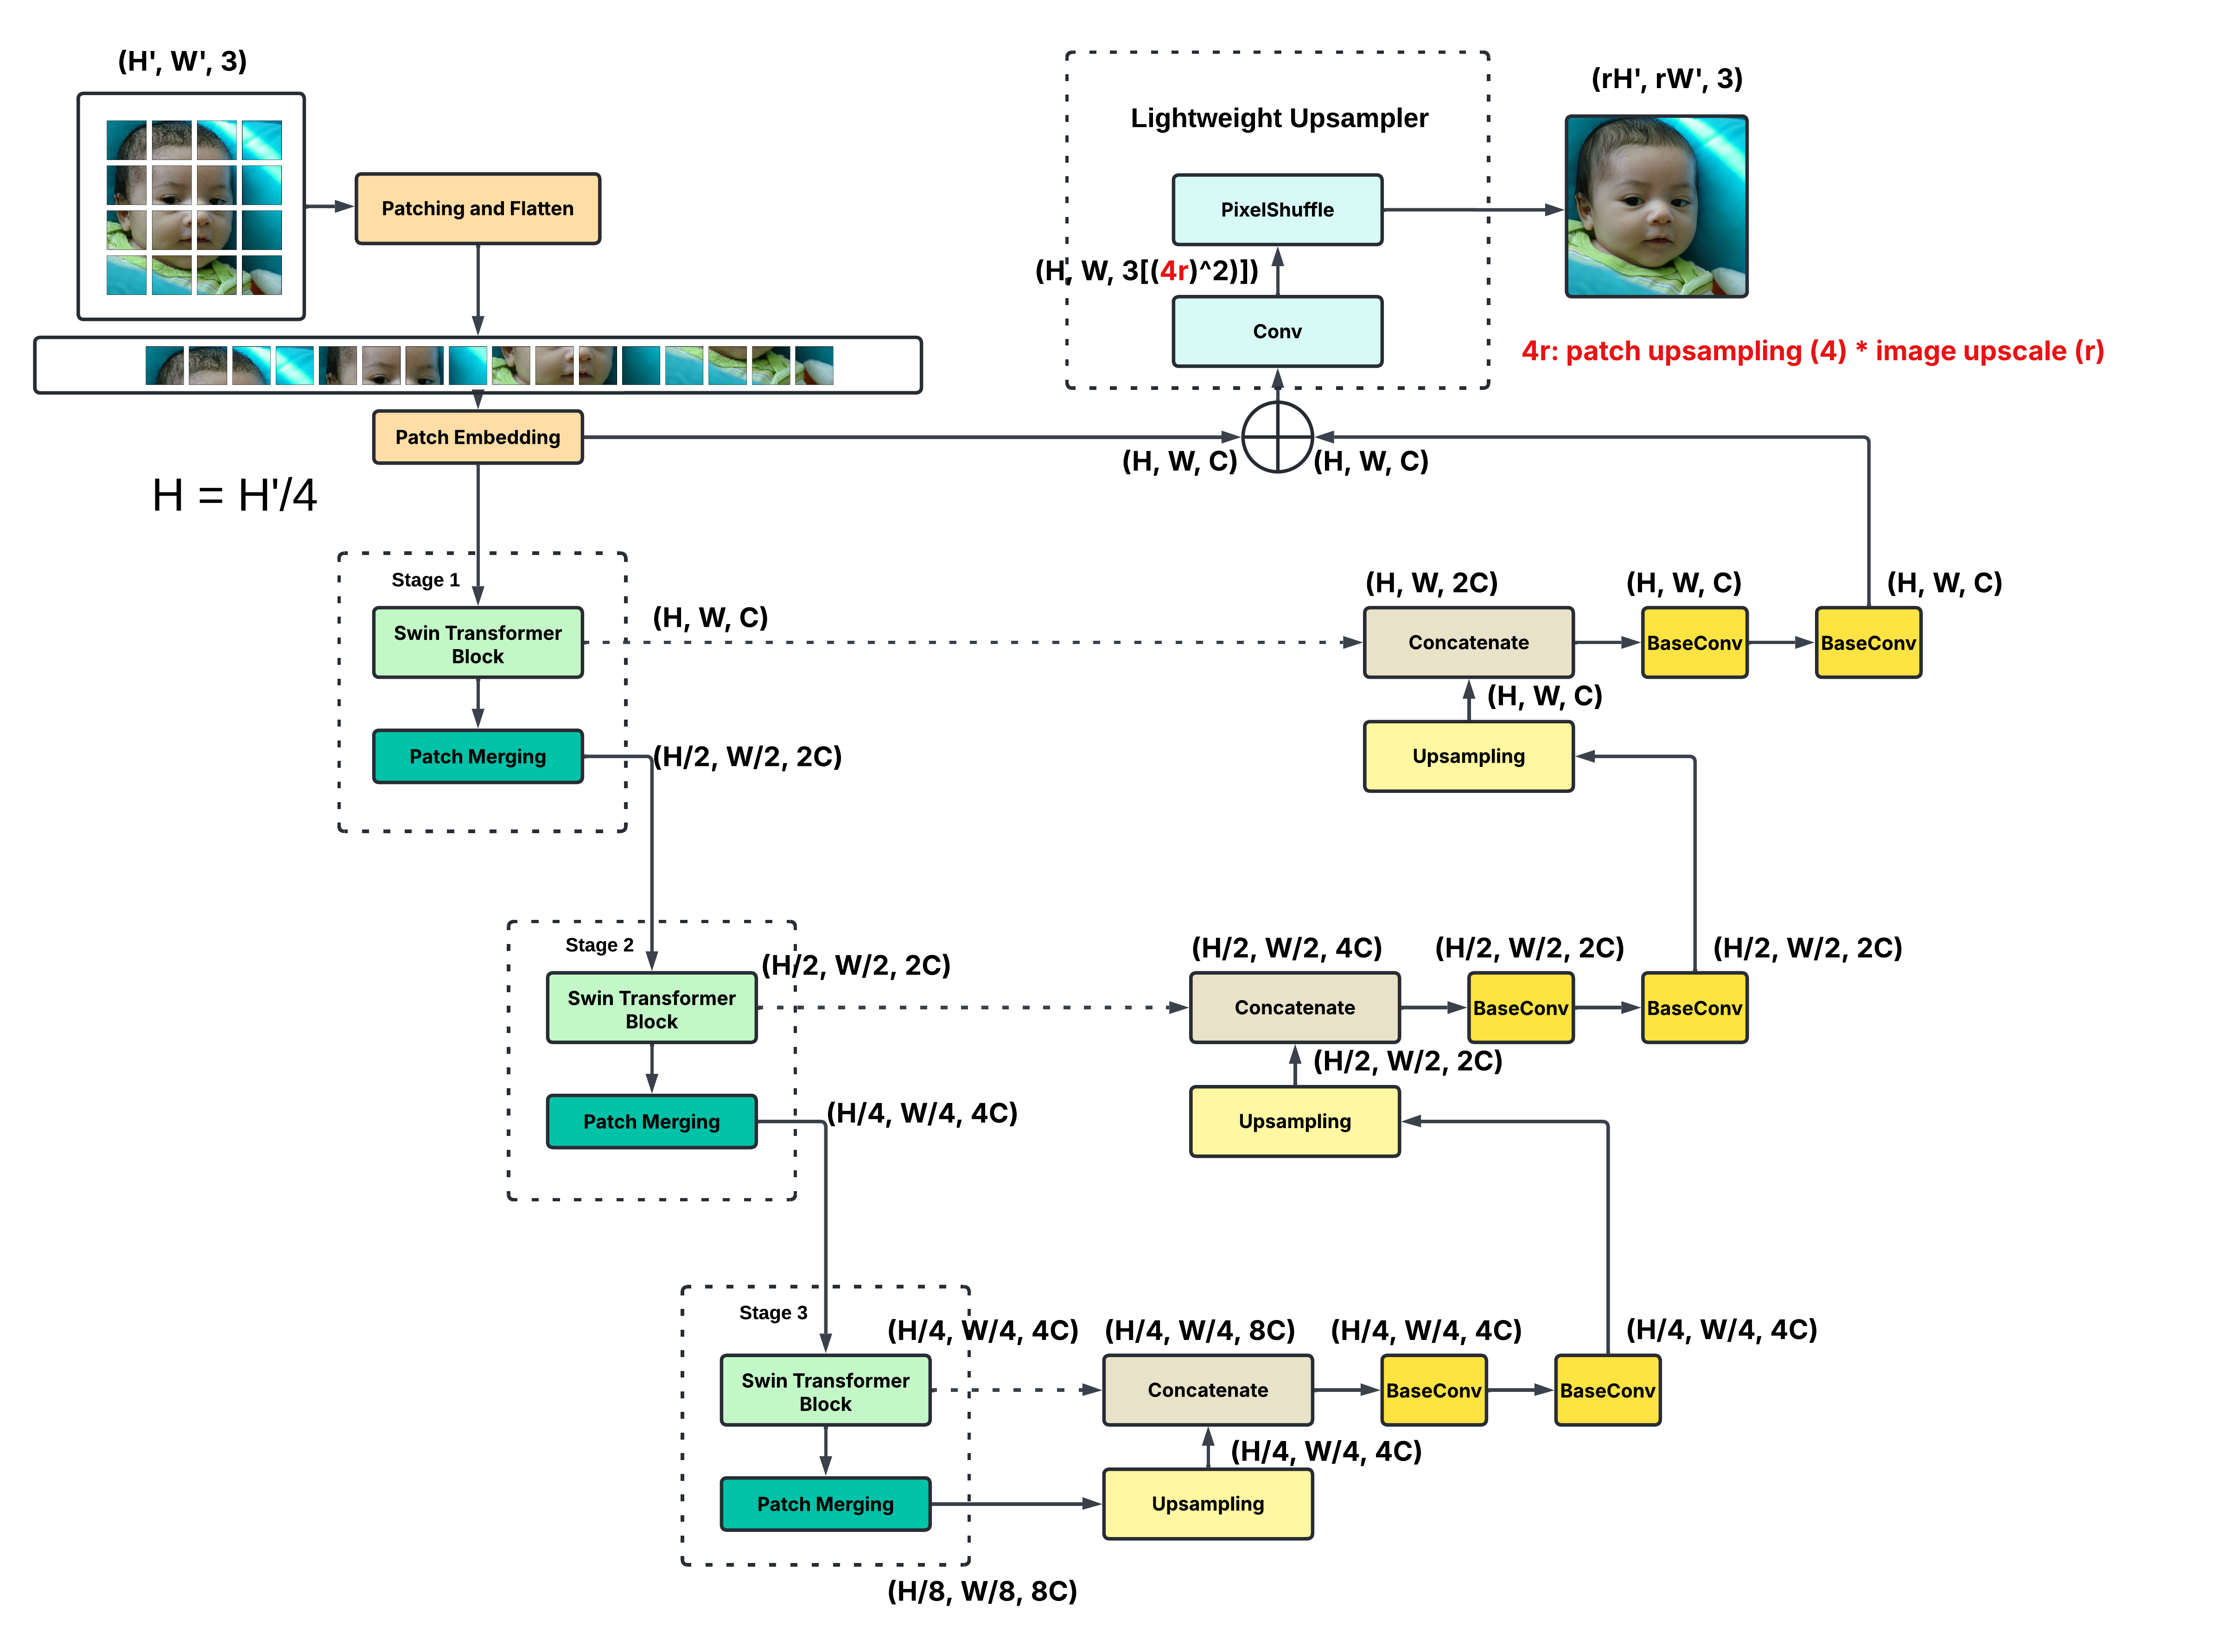 (H', W', 3)
Patching and Flatten
Patch Embedding
H = H'/4
Lightweight Upsampler
PixelShuffle
(H, W, 3[(4r)^2)])
Conv
(rH', rW', 3)
4r: patch upsampling (4) * image upscale (r)
(H, W, C)
(H, W, C)
Stage 1
Swin Transformer
Block
(H, W, C)
Patch Merging
(H/2, W/2, 2C)
(H, W, 2C)
Concatenate
(H, W, C)
BaseConv
(H, W, C)
BaseConv
(H, W, C)
Upsampling
Stage 2
Swin Transformer
Block
(H/2, W/2, 2C)
Patch Merging
(H/4, W/4, 4C)
(H/2, W/2, 4C)
Concatenate
(H/2, W/2, 2C)
BaseConv
(H/2, W/2, 2C)
BaseConv
(H/2, W/2, 2C)
Upsampling
Stage 3
Swin Transformer
Block
(H/4, W/4, 4C)
Patch Merging
(H/8, W/8, 8C)
(H/4, W/4, 8C)
Concatenate
(H/4, W/4, 4C)
BaseConv
(H/4, W/4, 4C)
BaseConv
(H/4, W/4, 4C)
Upsampling